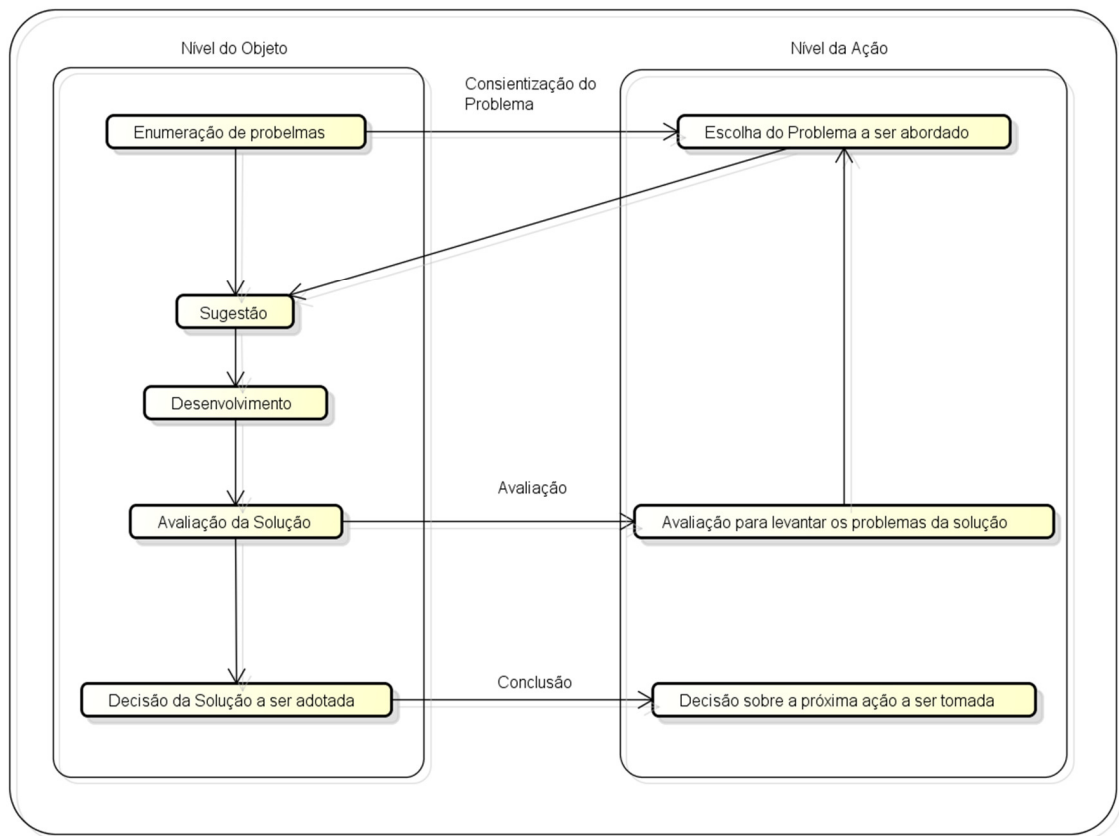 Nível do Objeto
Nível da Ação
Consientização do
Problema
Enumeração de probelmas
Escolha do Problema a ser abordado
Sugestão
Desenvolvimento
Avaliação
Avaliação da Solução
Avaliação para levantar os problemas da solução
Conclusão
Decisão da Solução a ser adotada
Decisão sobre a próxima ação a ser tomada